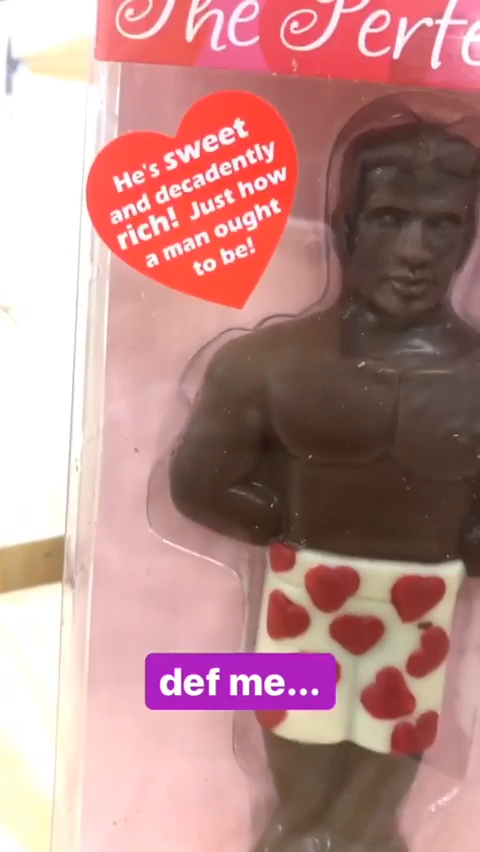 The Perfe
He's sweet
and decadently
rich! Just how
a man ought
to be!
def me...